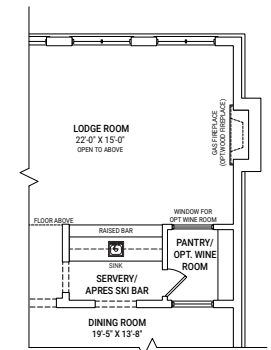 LODGE ROOM
22'-0" X 15'-0"
OPEN TO ABOVE
GAS FIREPLACE
(OPT.WOOD FIREPLACE)
FLOOR ABOVE
WINDOW FOR
OPT WINE ROOM
RAISED BAR
SINK
PANTRY/
OPT. WINE
ROOM
SERVERY/
APRES SKI BAR
DINING ROOM
19'-5" X 13'-8"